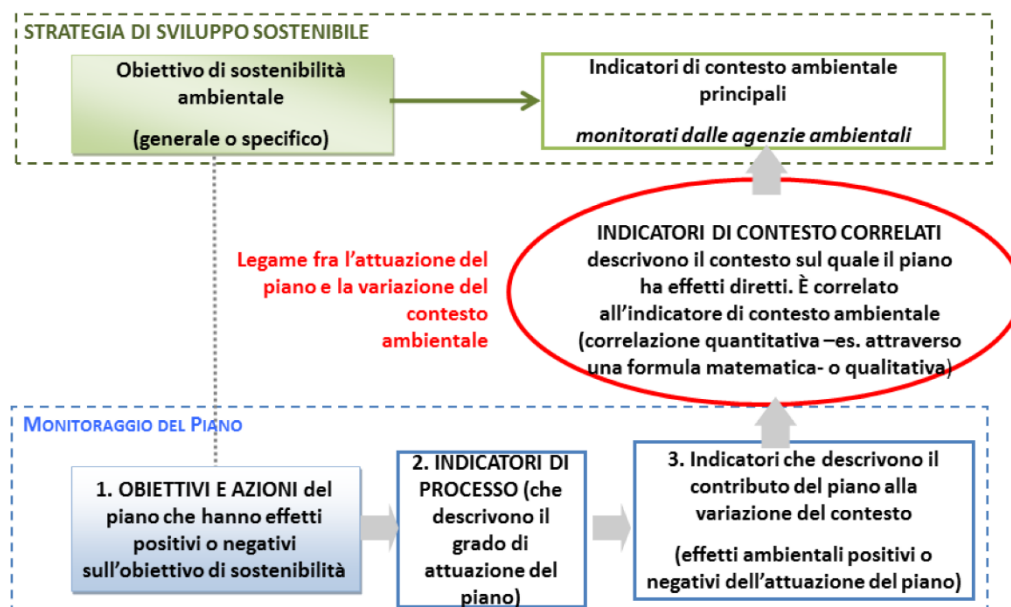 STRATEGIA DI SVILUPPO SOSTENIBILE
Obiettivo di sostenibilità
ambientale
(generale o specifico)
Indicatori di contesto ambientale
principali
monitorati dalle agenzie ambientali
Legame fra l'attuazione del
piano e la variazione del
contesto
ambientale
INDICATORI DI CONTESTO CORRELATI
descrivono il contesto sul quale il piano
ha effetti diretti. È correlato
all'indicatore di contesto ambientale
(correlazione quantitativa –es. attraverso
una formula matematica- o qualitativa)
MONITORAGGIO DEL PIANO
1. OBIETTIVI E AZIONI del
piano che hanno effetti
positivi o negativi
sull'obiettivo di sostenibilità
2. INDICATORI DI
PROCESSO (che
descrivono il
grado di
attuazione del
piano)
3. Indicatori che descrivono il
contributo del piano alla
variazione del contesto
(effetti ambientali positivi o
negativi dell'attuazione del piano)